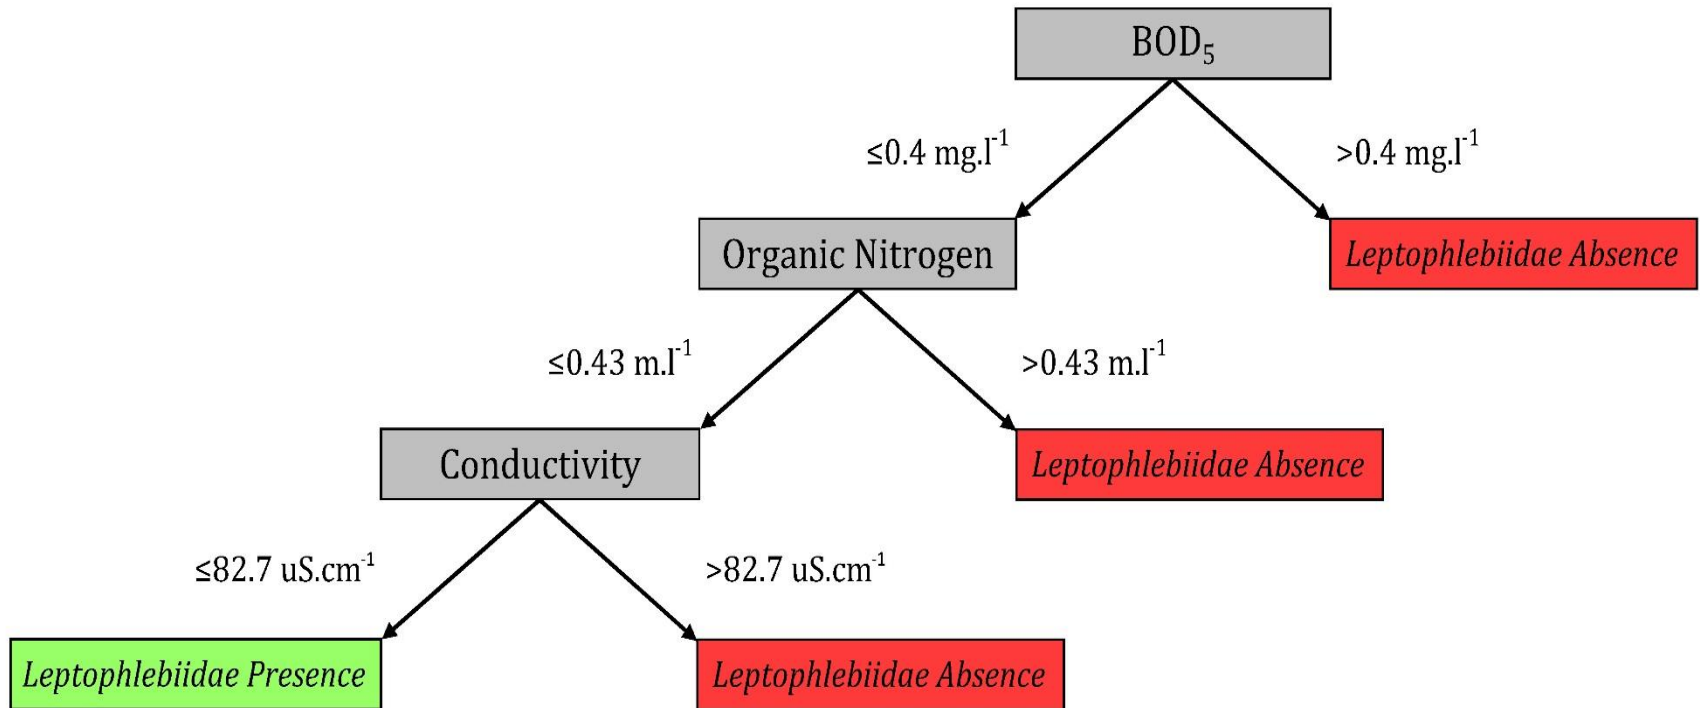 BOD₅
≤0.4 mg.l⁻¹
>0.4 mg.l⁻¹
Organic Nitrogen
Leptophlebiidae Absence
≤0.43 m.l⁻¹
>0.43 m.l⁻¹
Conductivity
Leptophlebiidae Absence
≤82.7 uS.cm⁻¹
>82.7 uS.cm⁻¹
Leptophlebiidae Presence
Leptophlebiidae Absence